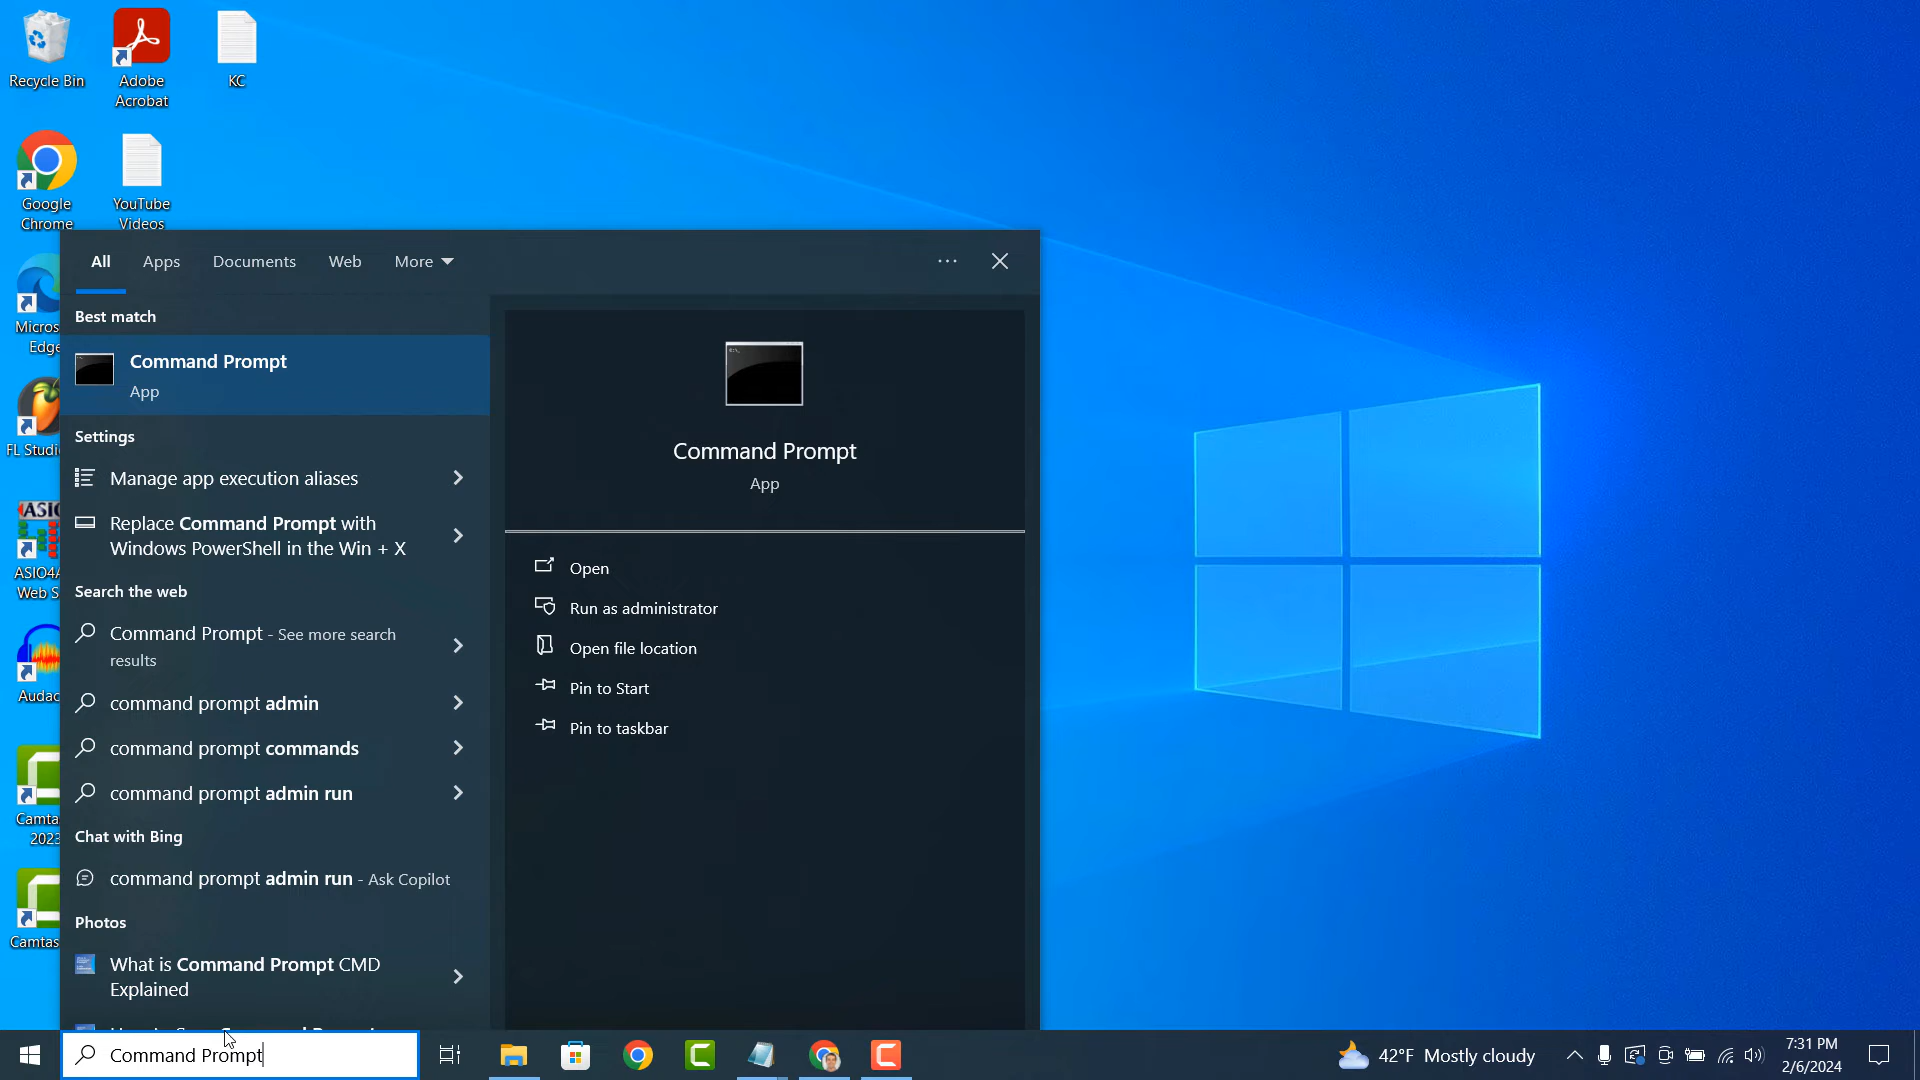 Recycle Bin
Adobe
Acrobat
KC
Google
Chrome
YouTube
Videos
Micros
Edge
FL Studi
ASIO4
Web S
Audac
Camta
2023
Camtas
All
Apps
Documents
Web
More
Best match
Command Prompt
App
Settings
Manage app execution aliases
Replace Command Prompt with
Windows PowerShell in the Win + X
Search the web
Command Prompt - See more search
results
command prompt admin
command prompt commands
command prompt admin run
Chat with Bing
command prompt admin run - Ask Copilot
Photos
What is Command Prompt CMD
Explained
Command Prompt
App
Open
Run as administrator
Open file location
Pin to Start
Pin to taskbar
Command Prompt
42°F Mostly cloudy
7:31 PM
2/6/2024